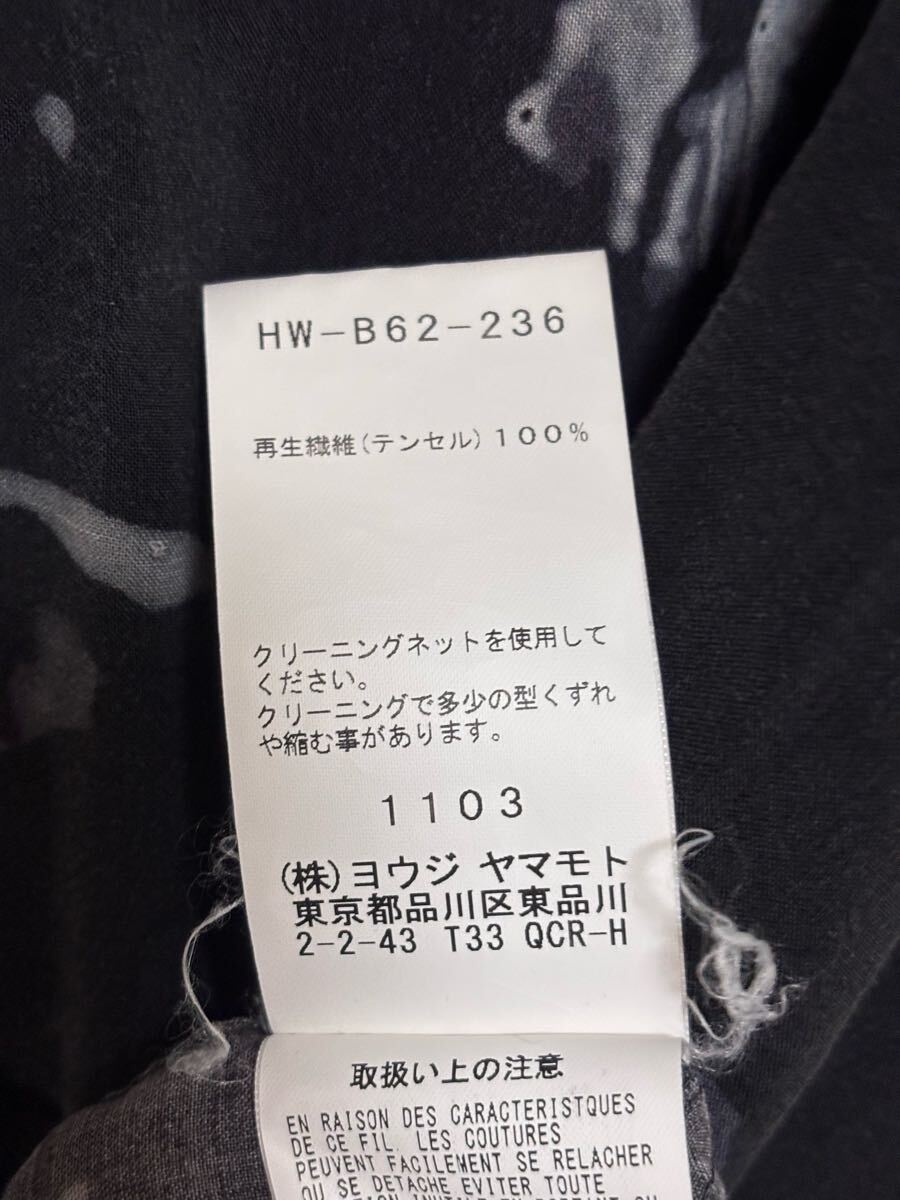 HW-B62-236
再生繊維(テンセル)100%
クリーニングネットを使用して
ください。
クリーニングで多少の型くずれ
や縮む事があります。
1103
(株)ヨウジ ヤマモト
東京都品川区東品川
2-2-43 T33 QCR-H
取扱い上の注意
EN RAISON DES CARACTERISTQUES
DE CE FIL. LES COUTURES
PEUVENT FACILEMENT SE RELACHER
OU SE DETACHE EVITER TOUTE